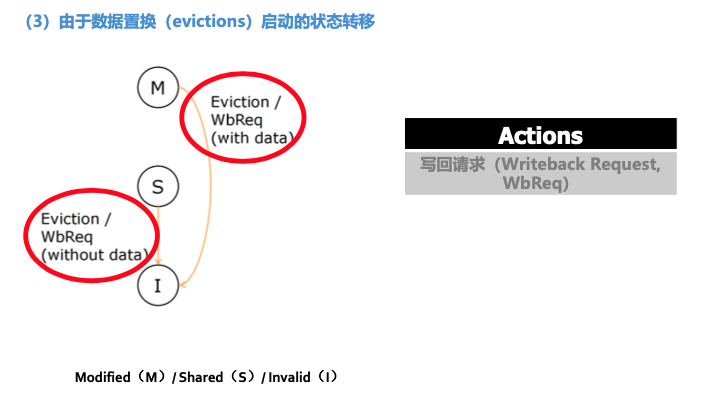 （3）由于数据置换（evictions）启动的状态转移
M
Eviction /
WbReq
(with data)
S
Eviction /
WbReq
(without data)
I
Actions
写回请求（Writeback Request,
WbReq）
Modified（M）/ Shared（S）/ Invalid（I）